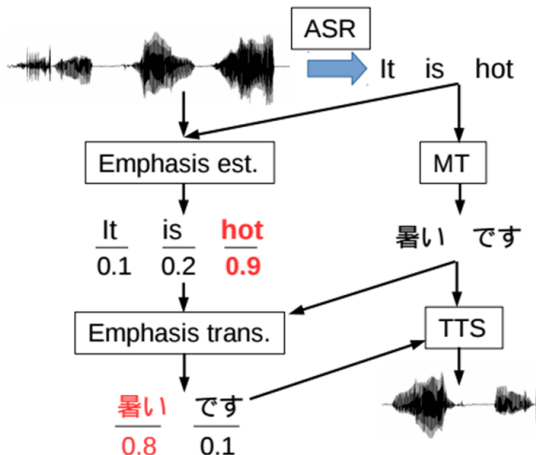 ASR
It is hot
Emphasis est.
MT
It is hot
0.1 0.2 0.9
暑い です
Emphasis trans.
TTS
暑い です
0.8 0.1